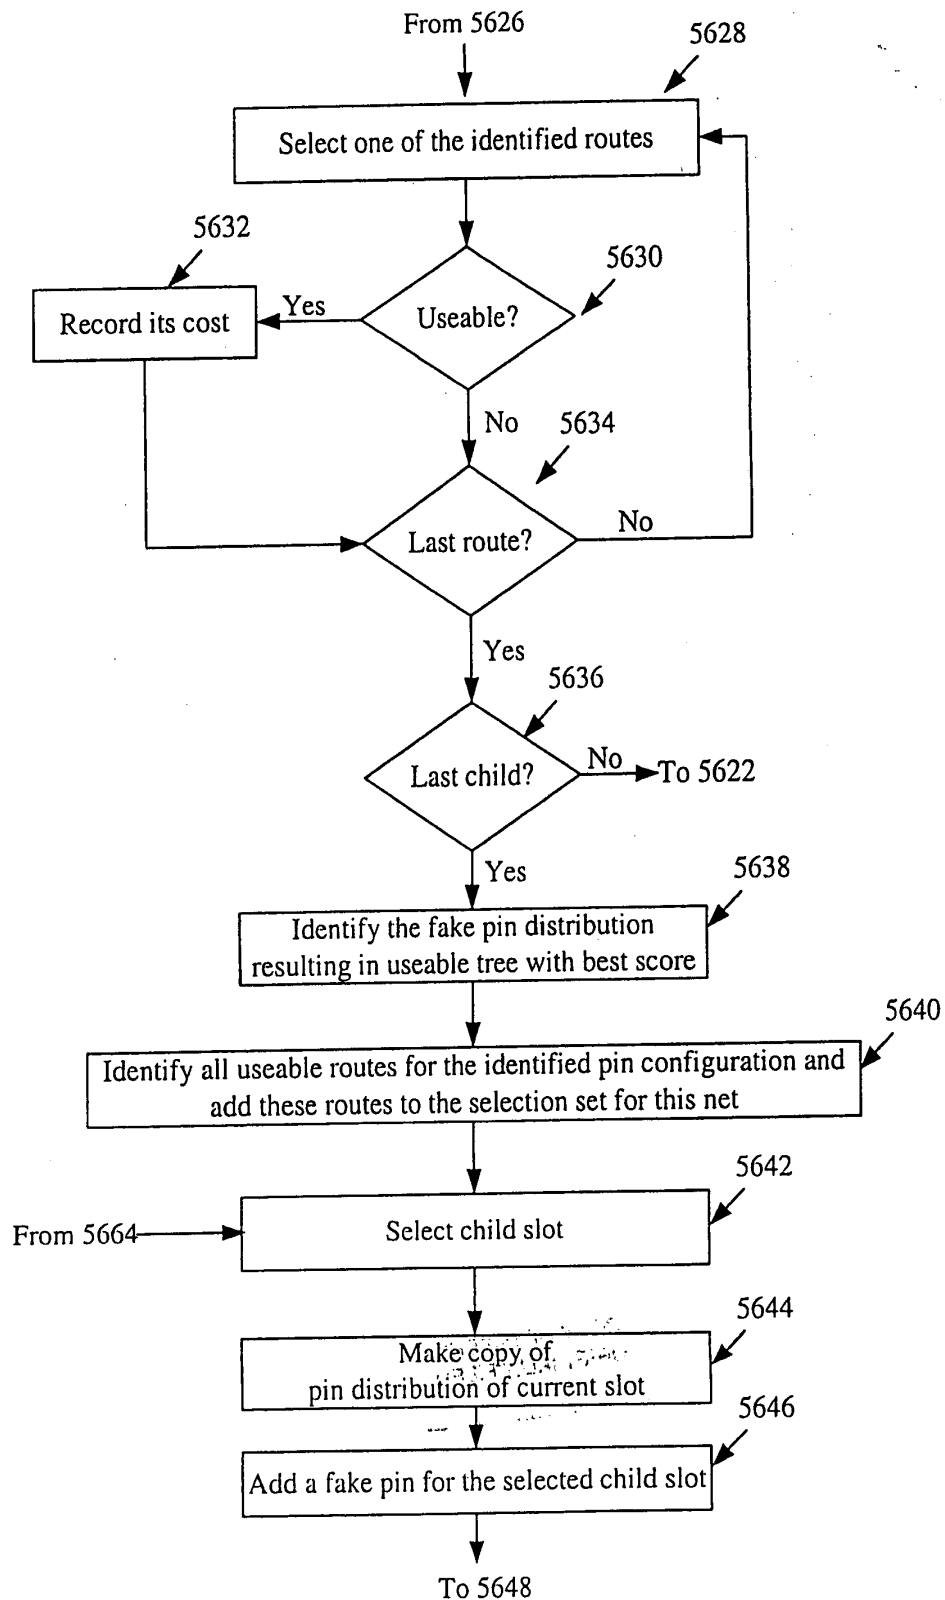 From 5626
5628
Select one of the identified routes
5632
5630
Record its cost
Yes
Useable?
No
5634
Last route?
No
Yes
5636
Last child?
No
To 5622
Yes
5638
Identify the fake pin distribution
resulting in useable tree with best score
5640
Identify all useable routes for the identified pin configuration and
add these routes to the selection set for this net
5642
From 5664
Select child slot
5644
Make copy of
pin distribution of current slot
5646
Add a fake pin for the selected child slot
To 5648